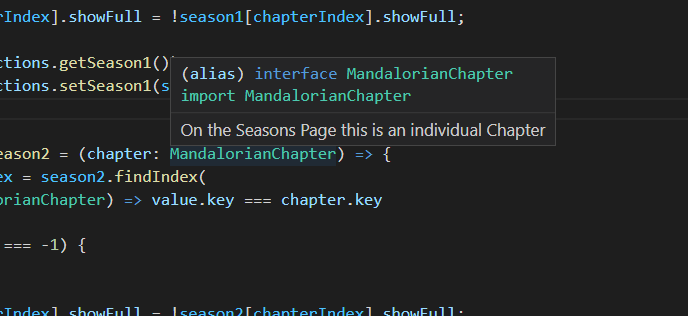 rIndex].showFull = !season1[chapterIndex].showFull;
ctions.getSeason1()
ctions.setSeason1(s
(alias) interface MandalorianChapter
import MandalorianChapter
On the Seasons Page this is an individual Chapter
eason2 = (chapter: MandalorianChapter) => {
ex = season2.findIndex(
orianChapter) => value.key === chapter.key
=== -1) {
rIndex].showFull = !season2[chapterIndex].showFull;